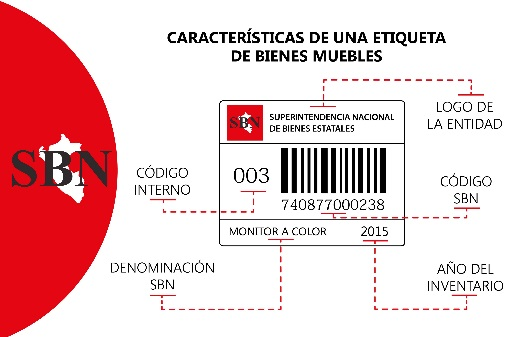 CARACTERÍSTICAS DE UNA ETIQUETA
DE BIENES MUEBLES
SBN
SBN
SUPERINTENDENCIA NACIONAL
DE BIENES ESTATALES
LOGO DE
LA ENTIDAD
CÓDIGO
INTERNO
003
740877000238
CÓDIGO
SBN
MONITOR A COLOR
2015
DENOMINACIÓN
SBN
AÑO DEL
INVENTARIO